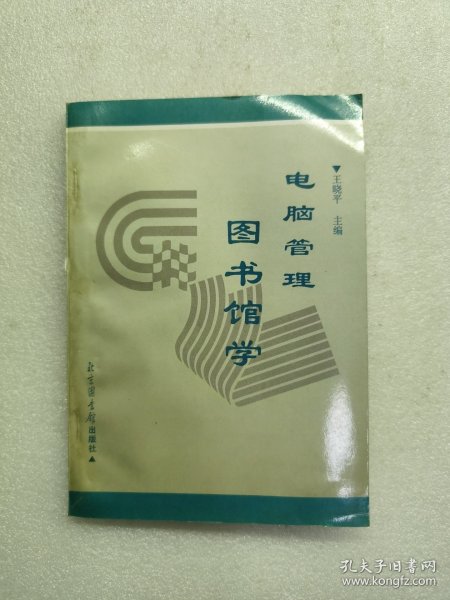 ▼王晓平 主编
电脑管理
图书馆学
北京图书馆出版社▲
孔夫子旧书网
www.kongfz.com